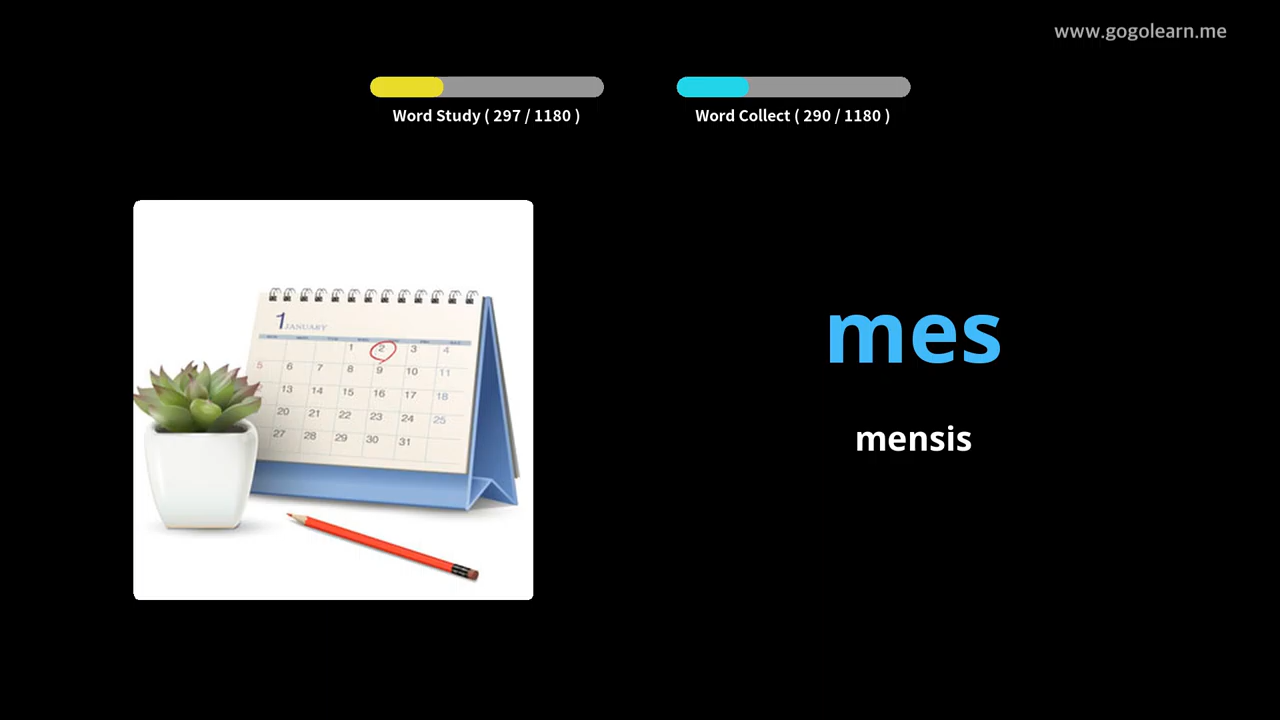 www.gogolearn.me
Word Study ( 297 / 1180 )
Word Collect ( 290 / 1180 )
1 JANUARY
1 2 3 4
5 6 7 8 9 10 11
13 14 15 16 17 18
20 21 22 23 24 25
27 28 29 30 31
mes
mensis